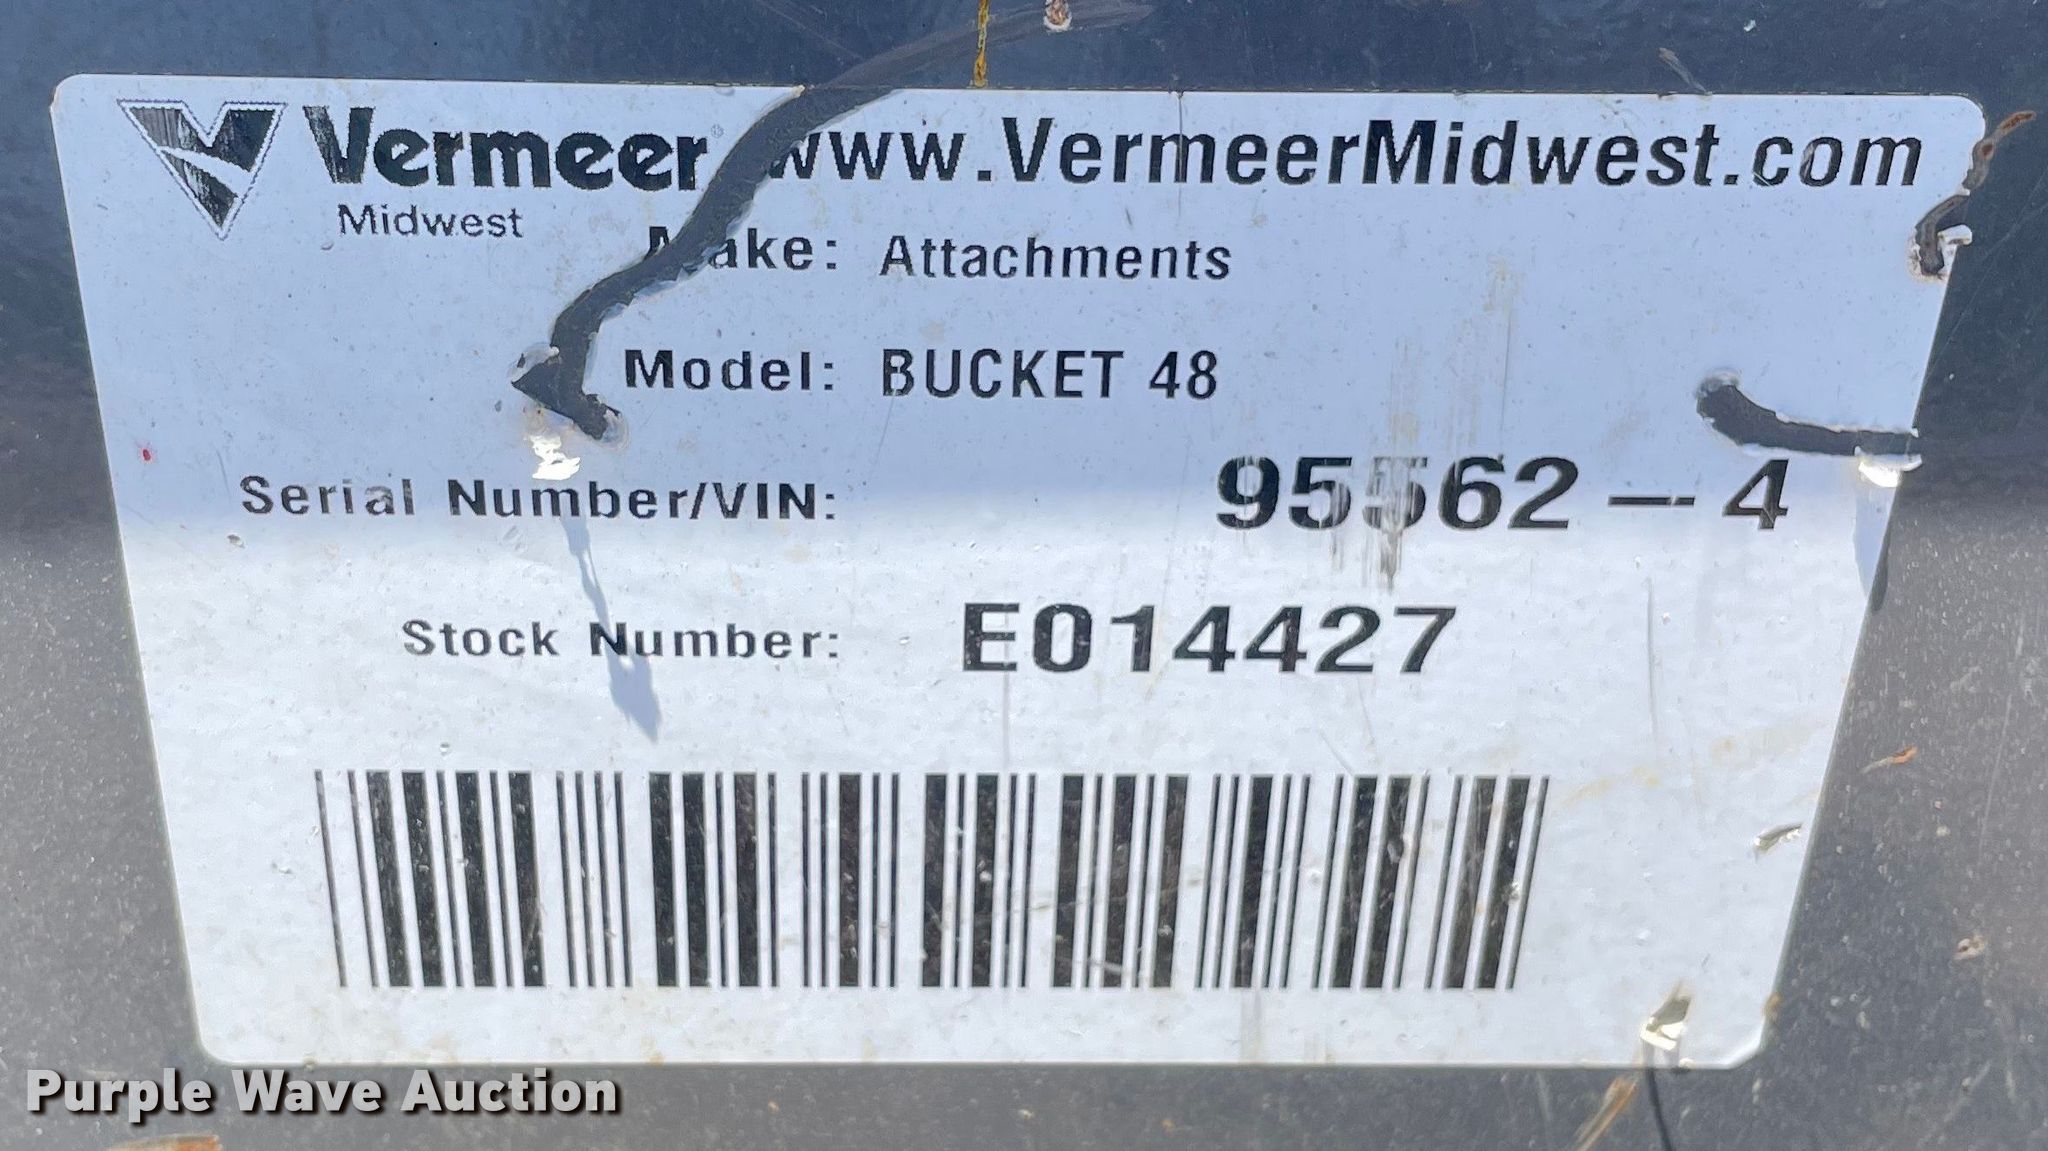 Vermeer® www.VermeerMidwest.com
Midwest
Make: Attachments
Model: BUCKET 48
Serial Number/VIN: 95562-4
Stock Number: E014427
Purple Wave Auction